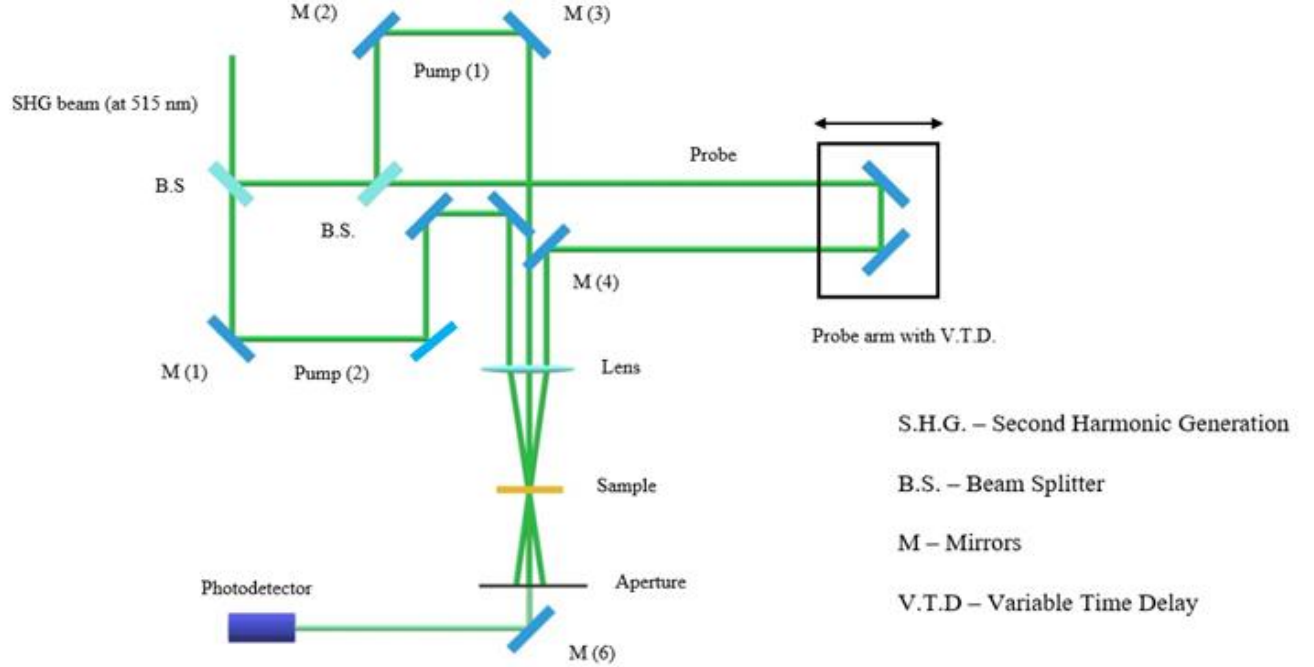 M (2)
M (3)
Pump (1)
SHG beam (at 515 nm)
Probe
B.S
B.S.
M (4)
Probe arm with V.T.D.
M (1)
Pump (2)
Lens
S.H.G. – Second Harmonic Generation
Sample
B.S. – Beam Splitter
M – Mirrors
Aperture
Photodetector
V.T.D – Variable Time Delay
M (6)